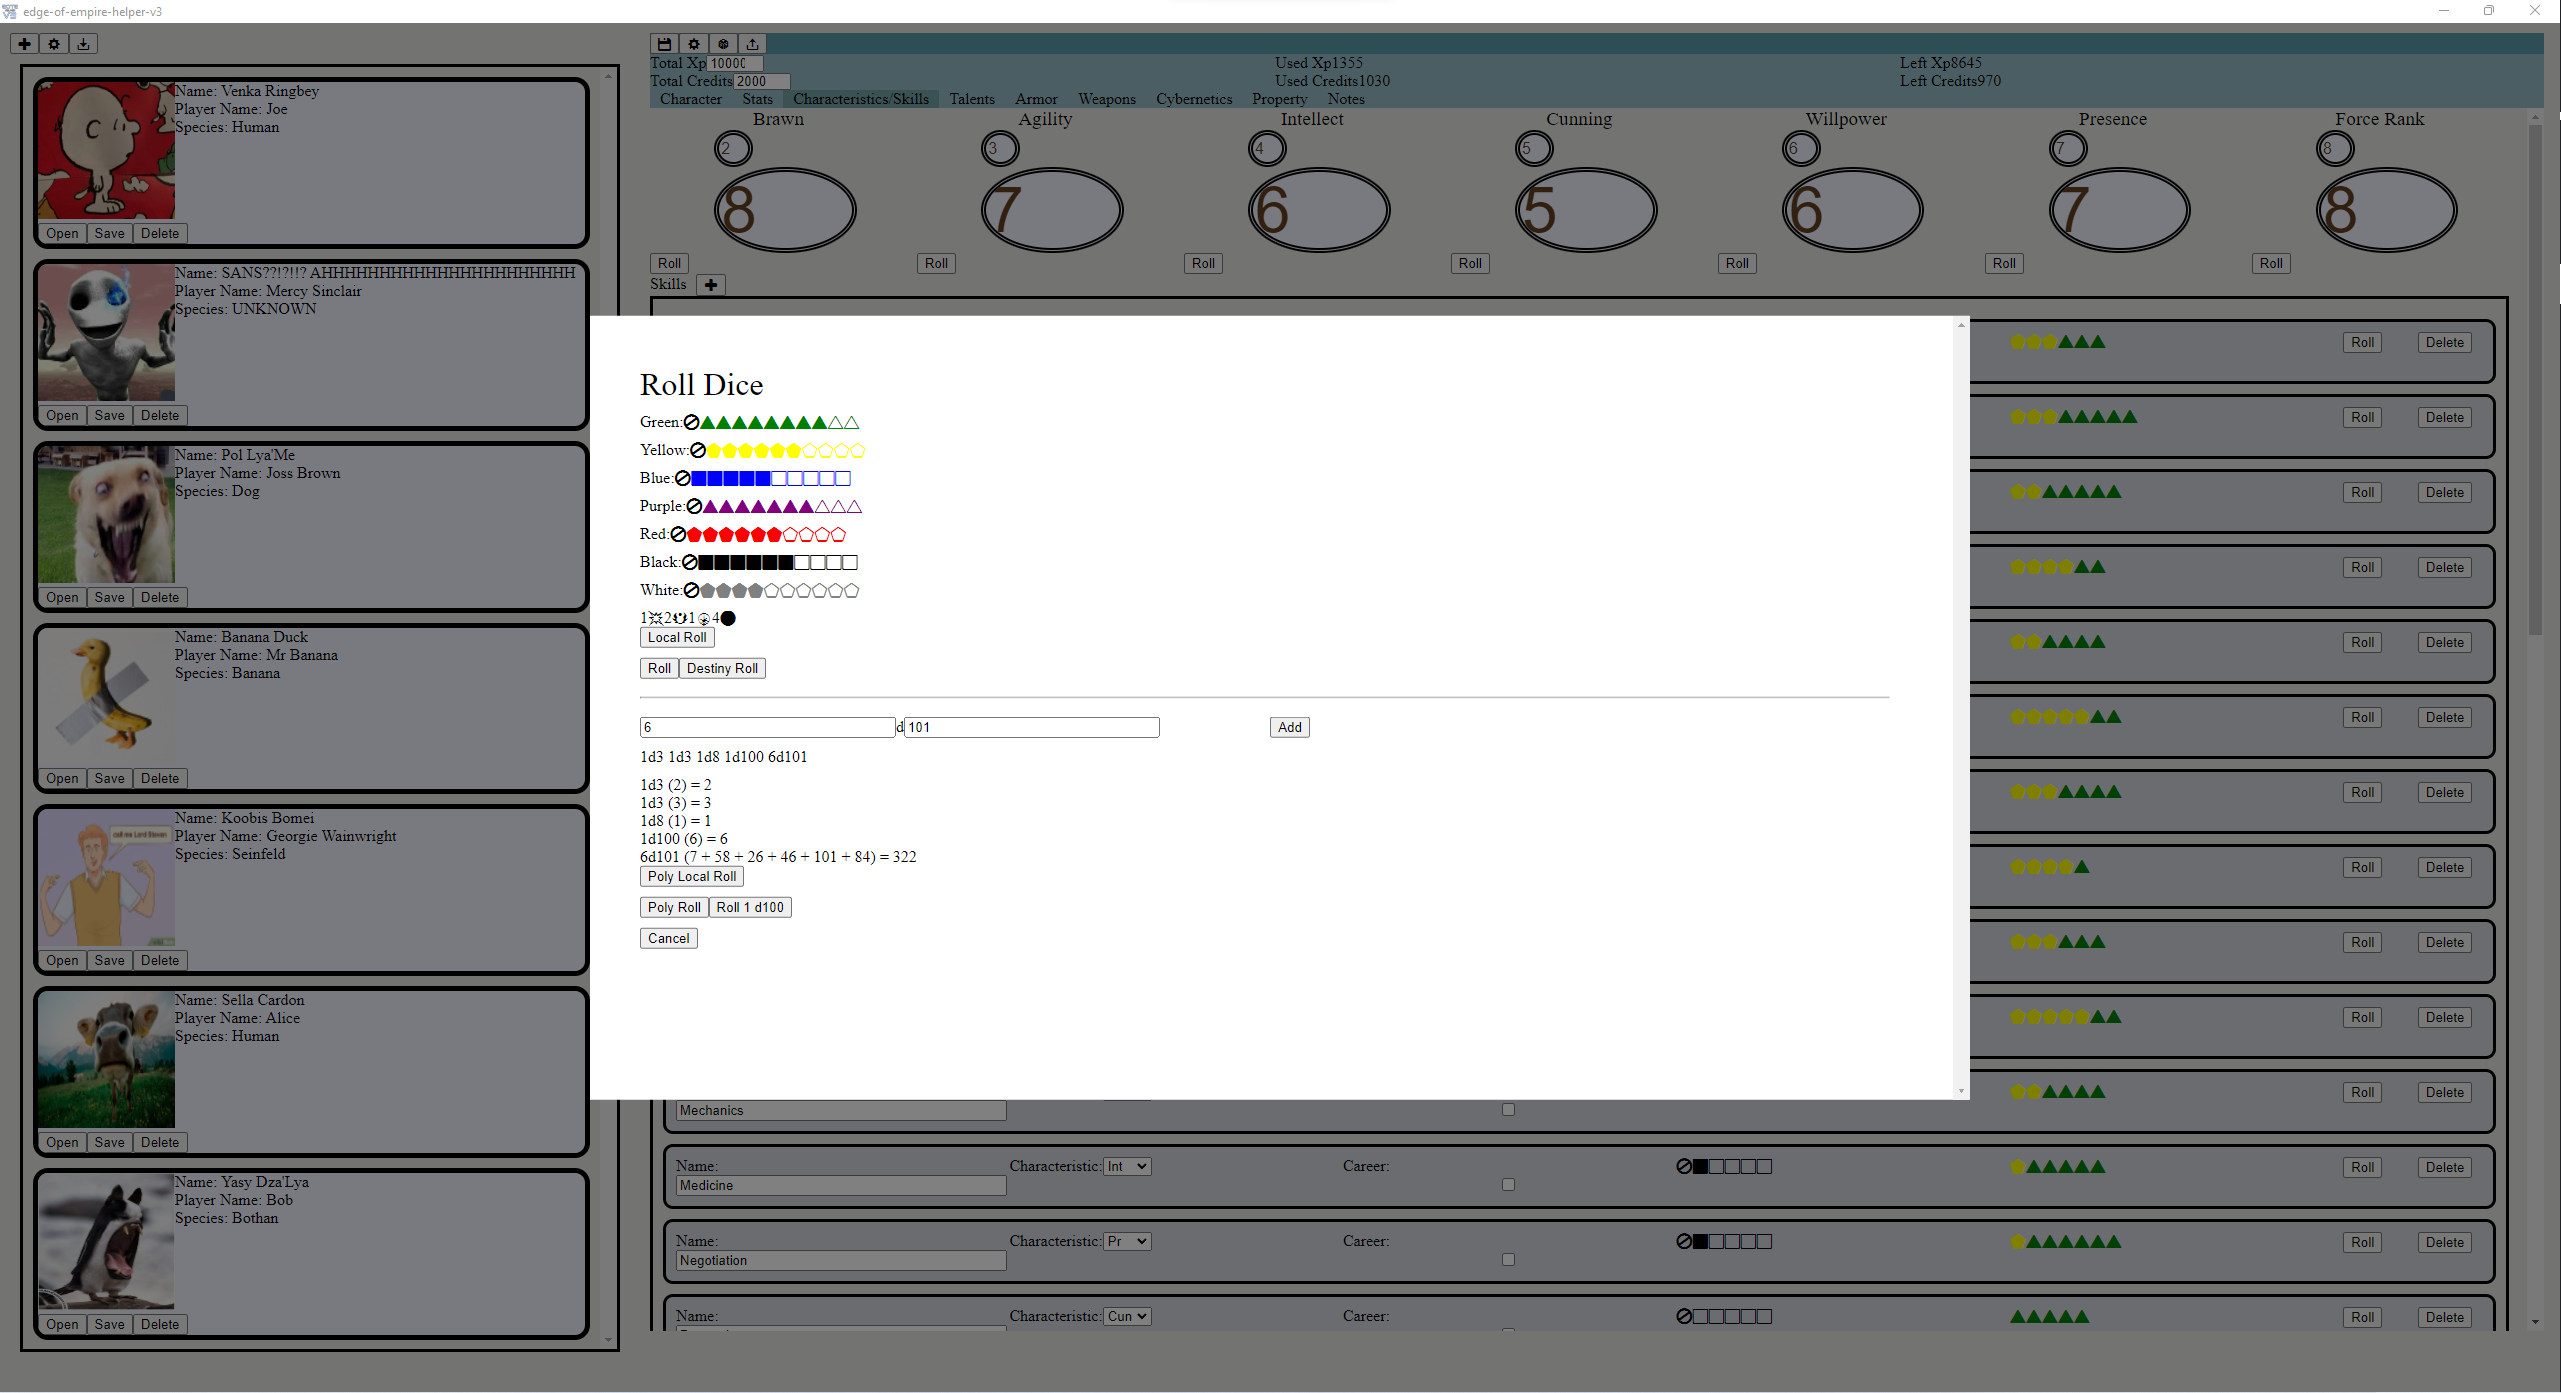 edge-of-empire-helper-v3
Name: Venka Ringbey
Player Name: Joe
Species: Human
Open Save Delete
Name: SANS??!?!!? AHHHHHHHHHHHHHHHHHHHHHHH
Player Name: Mercy Sinclair
Species: UNKNOWN
Open Save Delete
Name: Pol Lya'Me
Player Name: Joss Brown
Species: Dog
Open Save Delete
Name: Banana Duck
Player Name: Mr Banana
Species: Banana
Open Save Delete
Name: Koobis Bomei
Player Name: Georgie Wainwright
Species: Seinfeld
call me Lord Steven
Open Save Delete
Name: Sella Cardon
Player Name: Alice
Species: Human
Open Save Delete
Name: Yasy Dza'Lya
Player Name: Bob
Species: Bothan
Open Save Delete
Total Xp 10000 Used Xp1355 Left Xp8645
Total Credits 2000 Used Credits1030 Left Credits970
Character Stats Characteristics/Skills Talents Armor Weapons Cybernetics Property Notes
Brawn Agility Intellect Cunning Willpower Presence Force Rank
2 3 4 5 6 7 8
8 7 6 5 6 7 8
Roll Roll Roll Roll Roll Roll Roll
Skills
Roll Delete
Roll Delete
Roll Delete
Roll Delete
Roll Delete
Roll Delete
Roll Delete
Roll Delete
Roll Delete
Roll Delete
Roll Delete
Mechanics
Name: Characteristic: Int Career: Roll Delete
Medicine
Name: Characteristic: Pr Career: Roll Delete
Negotiation
Name: Characteristic: Cun Career: Roll Delete
Roll Dice
Green:
Yellow:
Blue:
Purple:
Red:
Black:
White:
1 2 1 4
Local Roll
Roll Destiny Roll
6 d 101 Add
1d3 1d3 1d8 1d100 6d101
1d3 (2) = 2
1d3 (3) = 3
1d8 (1) = 1
1d100 (6) = 6
6d101 (7 + 58 + 26 + 46 + 101 + 84) = 322
Poly Local Roll
Poly Roll Roll 1 d100
Cancel